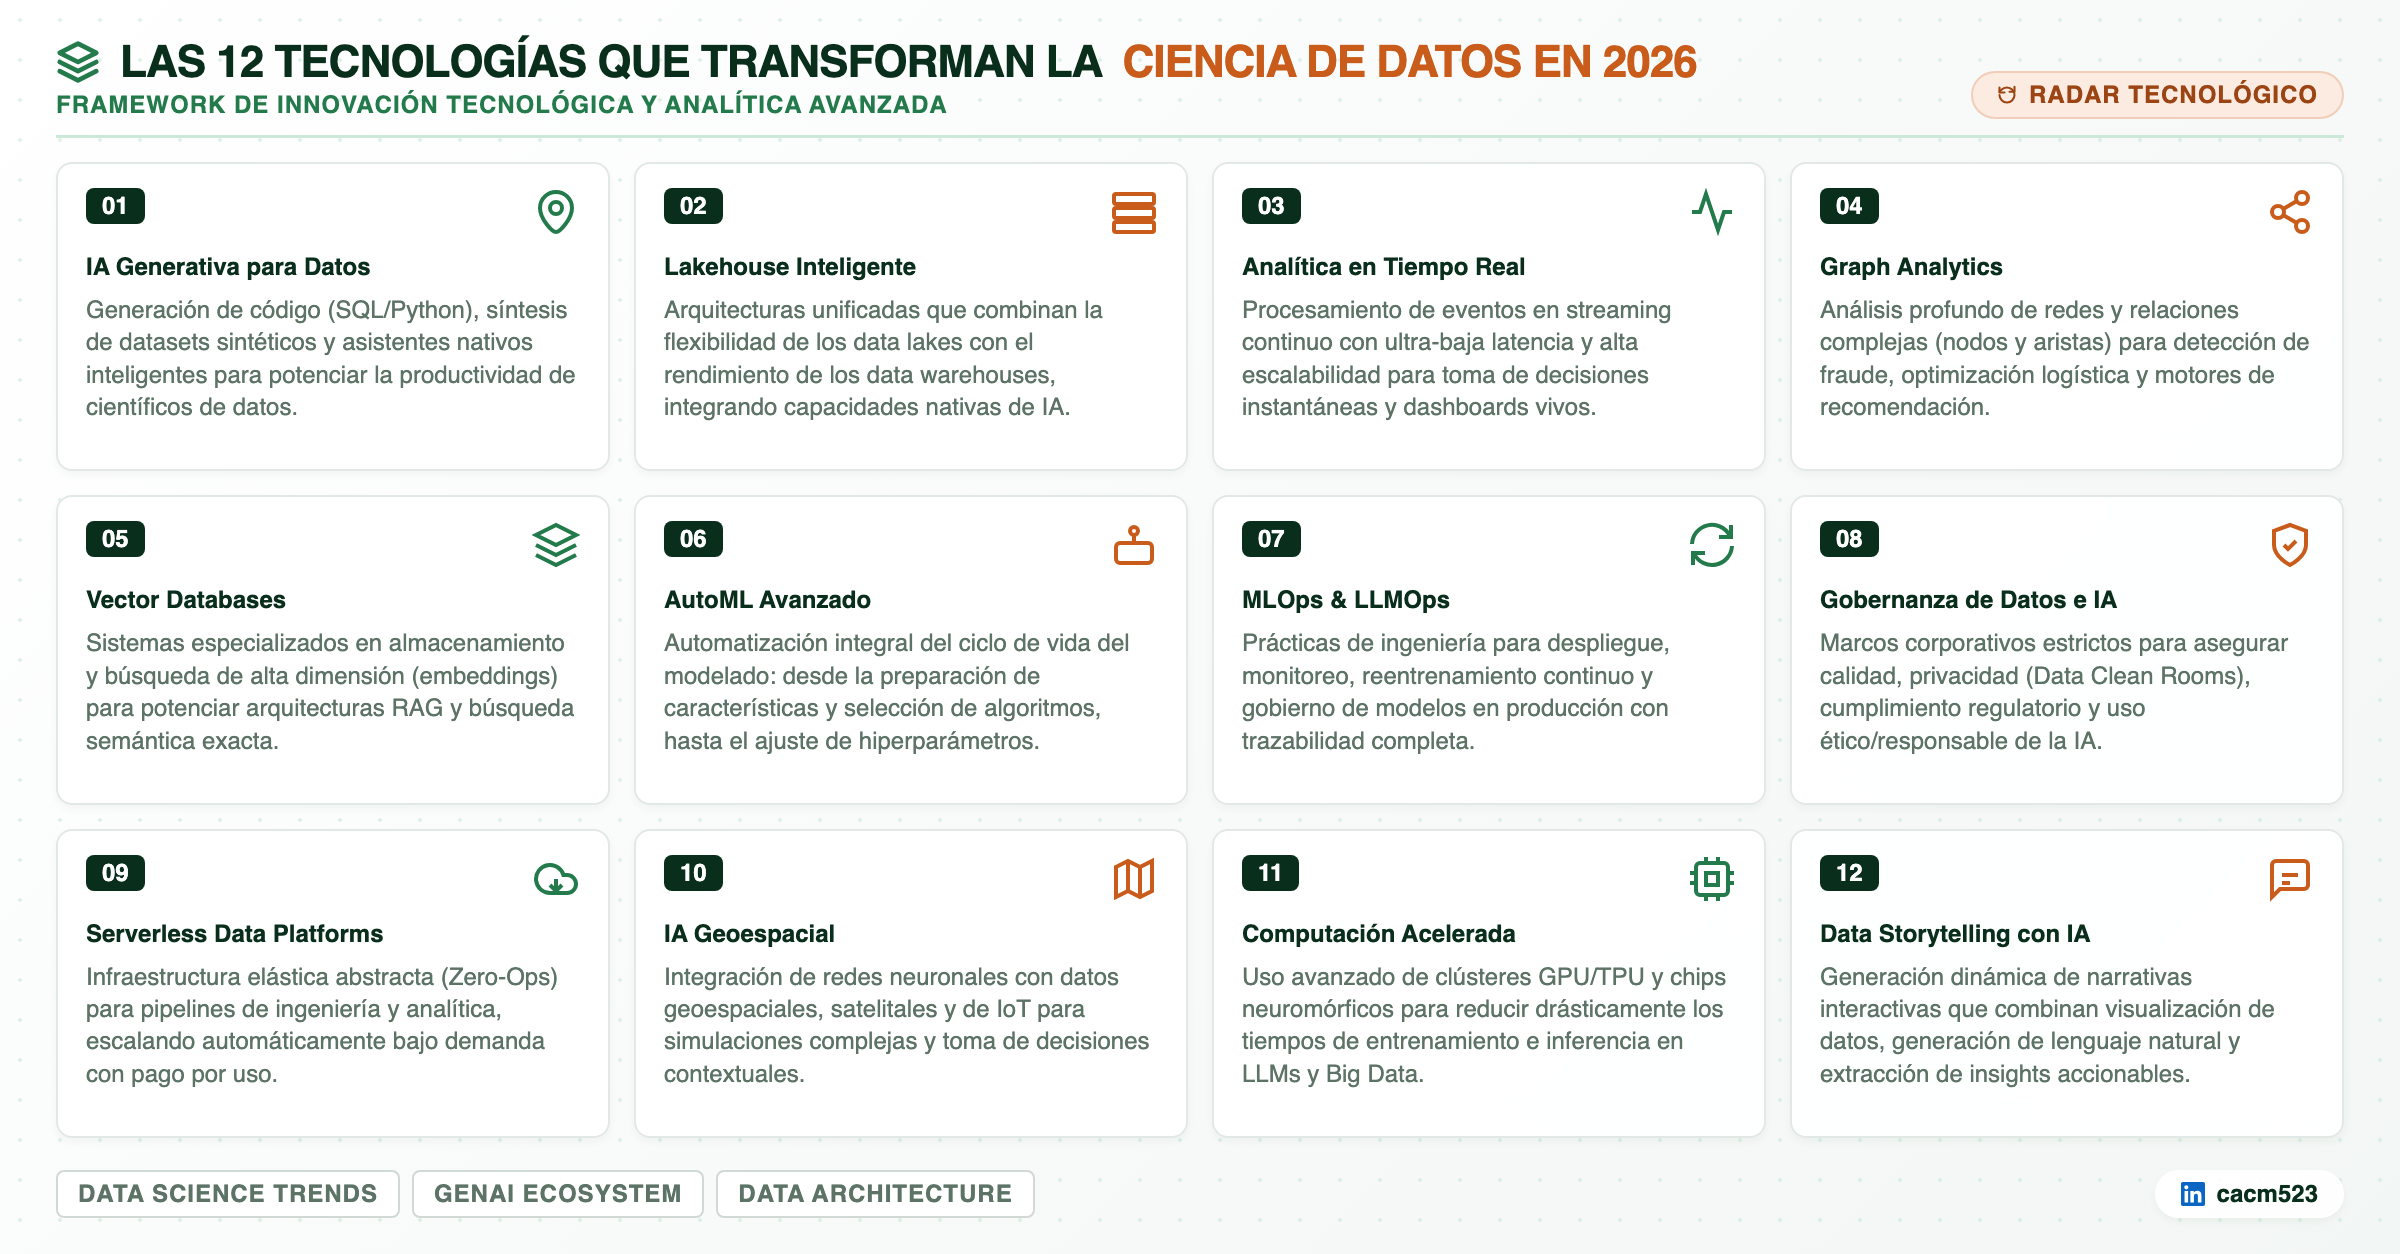 LAS 12 TECNOLOGÍAS QUE TRANSFORMAN LA CIENCIA DE DATOS EN 2026
FRAMEWORK DE INNOVACIÓN TECNOLÓGICA Y ANALÍTICA AVANZADA
RADAR TECNOLÓGICO
01
IA Generativa para Datos
Generación de código (SQL/Python), síntesis
de datasets sintéticos y asistentes nativos
inteligentes para potenciar la productividad de
científicos de datos.
02
Lakehouse Inteligente
Arquitecturas unificadas que combinan la
flexibilidad de los data lakes con el
rendimiento de los data warehouses,
integrando capacidades nativas de IA.
03
Analítica en Tiempo Real
Procesamiento de eventos en streaming
continuo con ultra-baja latencia y alta
escalabilidad para toma de decisiones
instantáneas y dashboards vivos.
04
Graph Analytics
Análisis profundo de redes y relaciones
complejas (nodos y aristas) para detección de
fraude, optimización logística y motores de
recomendación.
05
Vector Databases
Sistemas especializados en almacenamiento
y búsqueda de alta dimensión (embeddings)
para potenciar arquitecturas RAG y búsqueda
semántica exacta.
06
AutoML Avanzado
Automatización integral del ciclo de vida del
modelado: desde la preparación de
características y selección de algoritmos,
hasta el ajuste de hiperparámetros.
07
MLOps & LLMOps
Prácticas de ingeniería para despliegue,
monitoreo, reentrenamiento continuo y
gobierno de modelos en producción con
trazabilidad completa.
08
Gobernanza de Datos e IA
Marcos corporativos estrictos para asegurar
calidad, privacidad (Data Clean Rooms),
cumplimiento regulatorio y uso
ético/responsable de la IA.
09
Serverless Data Platforms
Infraestructura elástica abstracta (Zero-Ops)
para pipelines de ingeniería y analítica,
escalando automáticamente bajo demanda
con pago por uso.
10
IA Geoespacial
Integración de redes neuronales con datos
geoespaciales, satelitales y de IoT para
simulaciones complejas y toma de decisiones
contextuales.
11
Computación Acelerada
Uso avanzado de clústeres GPU/TPU y chips
neuromórficos para reducir drásticamente los
tiempos de entrenamiento e inferencia en
LLMs y Big Data.
12
Data Storytelling con IA
Generación dinámica de narrativas
interactivas que combinan visualización de
datos, generación de lenguaje natural y
extracción de insights accionables.
DATA SCIENCE TRENDS
GENAI ECOSYSTEM
DATA ARCHITECTURE
in cacm523